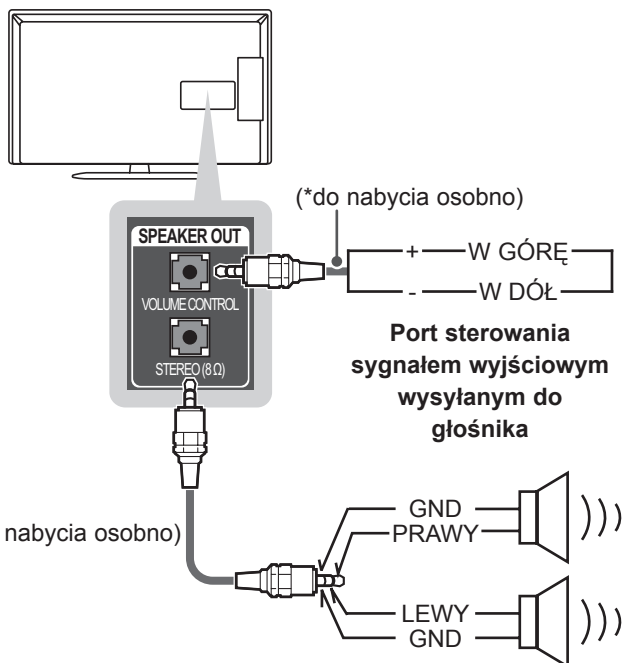 (*do nabycia osobno)
SPEAKER OUT
+ W GÓRĘ
VOLUME CONTROL
- W DÓŁ
STEREO (8 Ω)
Port sterowania
sygnałem wyjściowym
wysyłanym do
głośnika
nabycia osobno)
GND
PRAWY
LEWY
GND